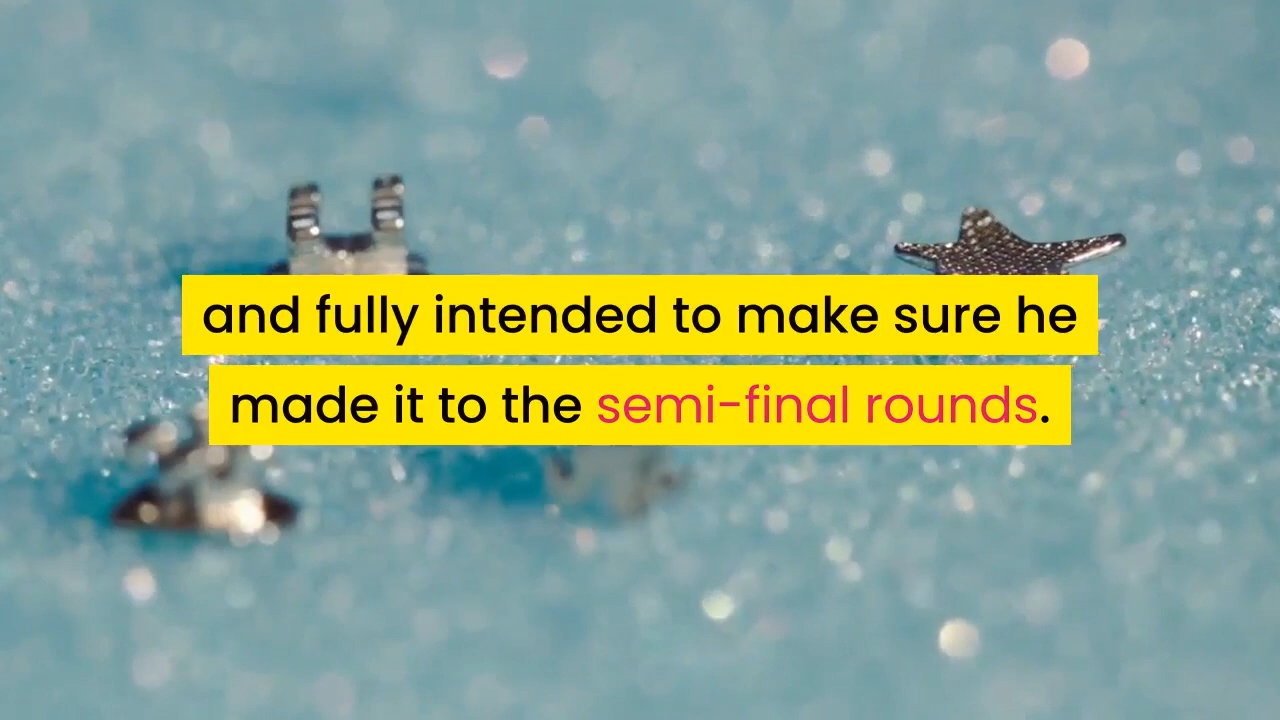 and fully intended to make sure he
made it to the semi-final rounds.